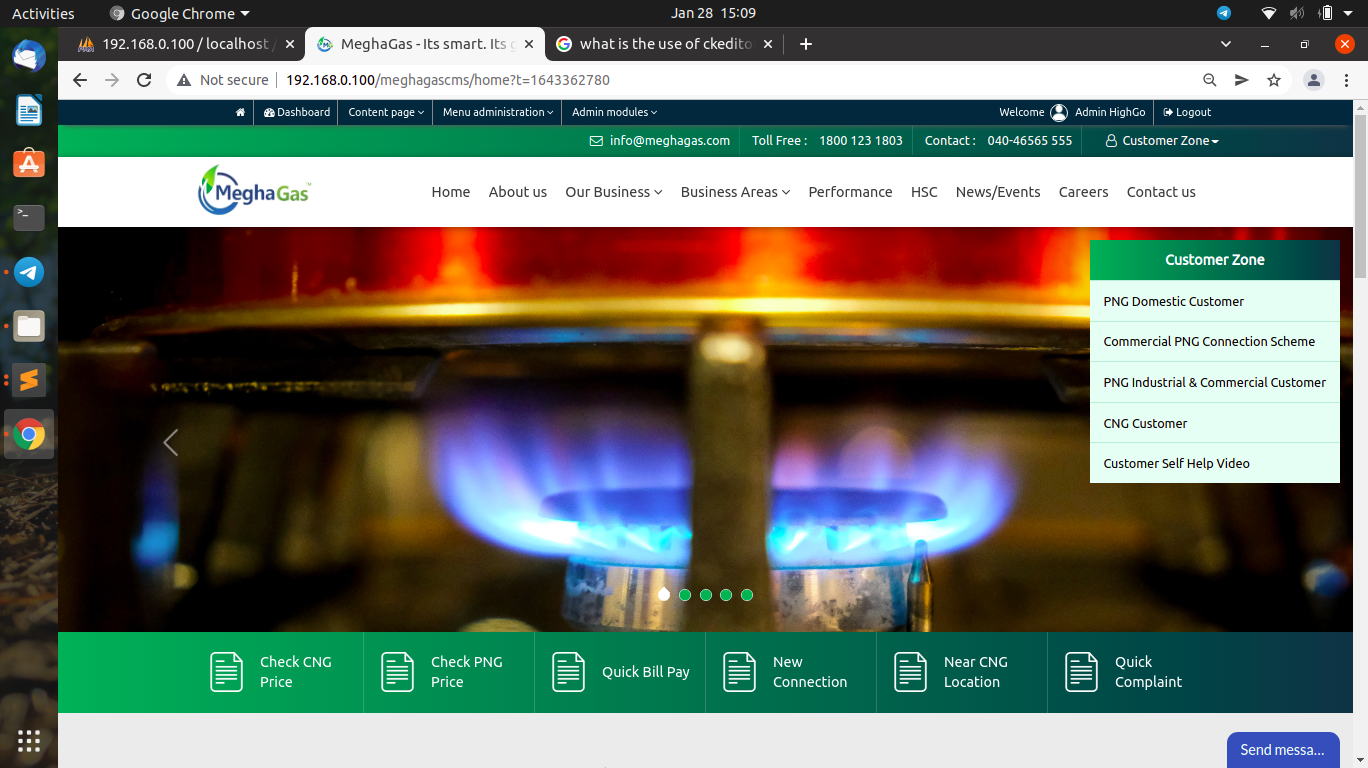 Activities
Google Chrome
Jan 28 15:09
192.168.0.100 / localhost /
MeghaGas - Its smart. Its g
what is the use of ckedito
Not secure
192.168.0.100/meghagascms/home?t=1643362780
Dashboard
Content page
Menu administration
Admin modules
Welcome
Admin HighGo
Logout
info@meghagas.com
Toll Free : 1800 123 1803
Contact : 040-46565 555
Customer Zone
MeghaGas™
Home
About us
Our Business
Business Areas
Performance
HSC
News/Events
Careers
Contact us
Customer Zone
PNG Domestic Customer
Commercial PNG Connection Scheme
PNG Industrial & Commercial Customer
CNG Customer
Customer Self Help Video
Check CNG
Price
Check PNG
Price
Quick Bill Pay
New
Connection
Near CNG
Location
Quick
Complaint
Send messa...